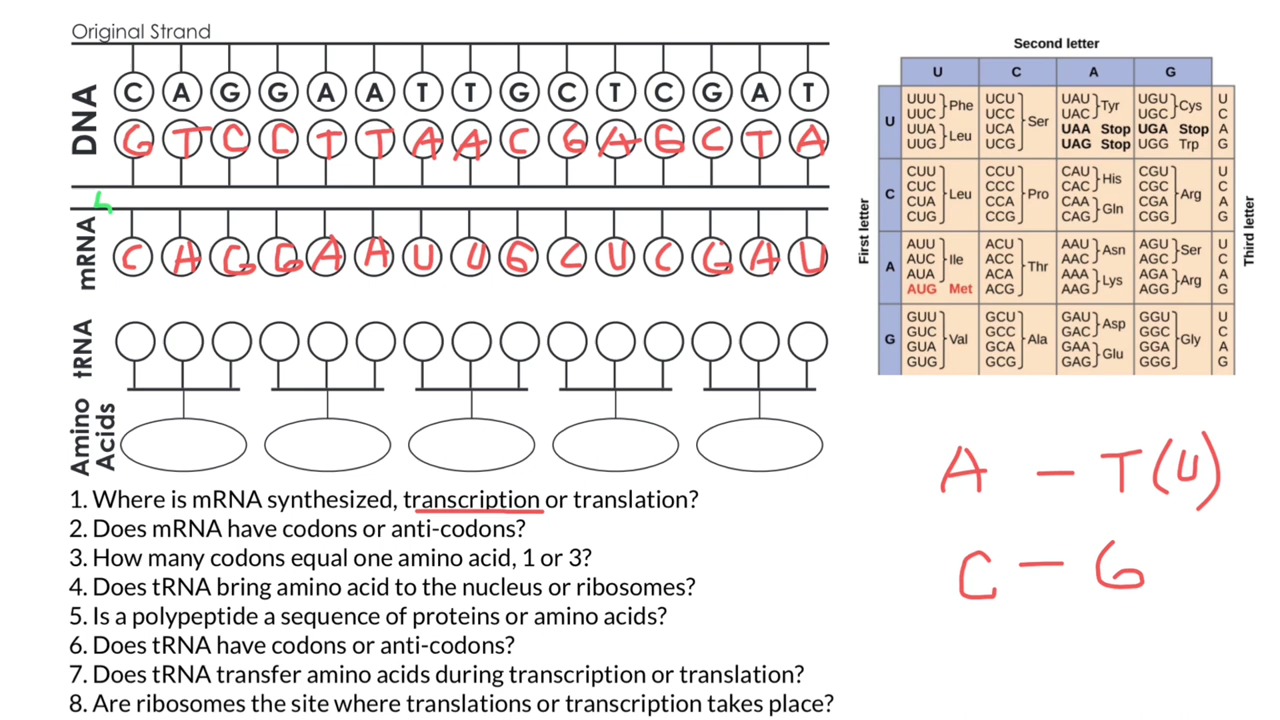 Original Strand
DNA
C A G G A A T T G C T C G A T
G T C C T T A A C G A G C T A
mRNA
C A G G A A U U G C U C G A U
tRNA
Amino
Acids
1. Where is mRNA synthesized, transcription or translation?
2. Does mRNA have codons or anti-codons?
3. How many codons equal one amino acid, 1 or 3?
4. Does tRNA bring amino acid to the nucleus or ribosomes?
5. Is a polypeptide a sequence of proteins or amino acids?
6. Does tRNA have codons or anti-codons?
7. Does tRNA transfer amino acids during transcription or translation?
8. Are ribosomes the site where translations or transcription takes place?
Second letter
U C A G
First letter
Third letter
U
UUU Phe UCU Ser UAU Tyr UGU Cys U
UUC UCC UAC UGC C
UUA Leu UCA UAA Stop UGA Stop A
UUG UCG UAG Stop UGG Trp G
C
CUU Leu CCU Pro CAU His CGU Arg U
CUC CCC CAC CGC C
CUA CCA CAA Gln CGA A
CUG CCG CAG CGG G
A
AUU Ile ACU Thr AAU Asn AGU Ser U
AUC ACC AAC AGC C
AUA ACA AAA Lys AGA Arg A
AUG Met ACG AAG AGG G
G
GUU Val GCU Ala GAU Asp GGU Gly U
GUC GCC GAC GGC C
GUA GCA GAA Glu GGA A
GUG GCG GAG GGG G
A – T(U)
C – G